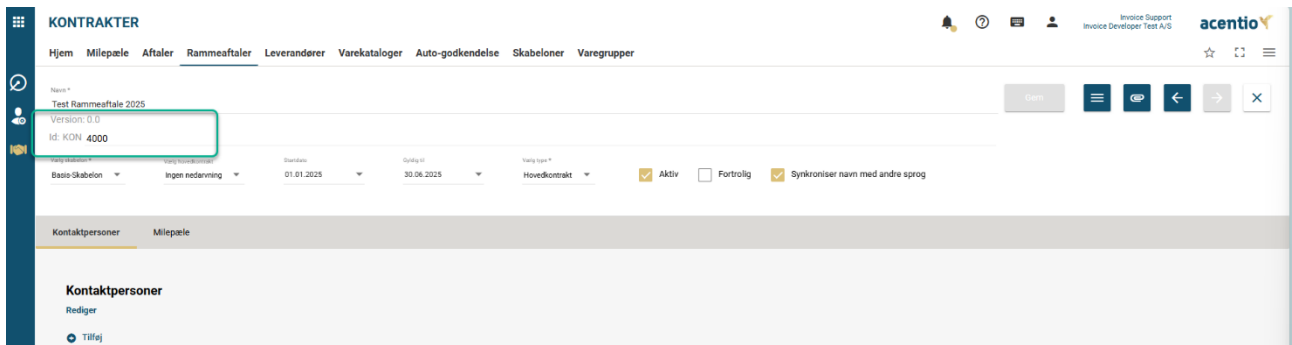 KONTRAKTER
Invoice Support
Invoice Developer Test A/S
acentio
Hjem Milepæle Aftaler Rammeaftaler Leverandører Varekataloger Auto-godkendelse Skabeloner Varegrupper
Navn *
Test Rammeaftale 2025
Gem
Version: 0.0
Id: KON 4000
Vælg skabelon * Vælg hovedkontrakt Startdato Gyldig til Vælg type *
Basis-Skabelon Ingen nedarvning 01.01.2025 30.06.2025 Hovedkontrakt Aktiv Fortrolig Synkroniser navn med andre sprog
Kontaktpersoner Milepæle
Kontaktpersoner
Rediger
Tilføj